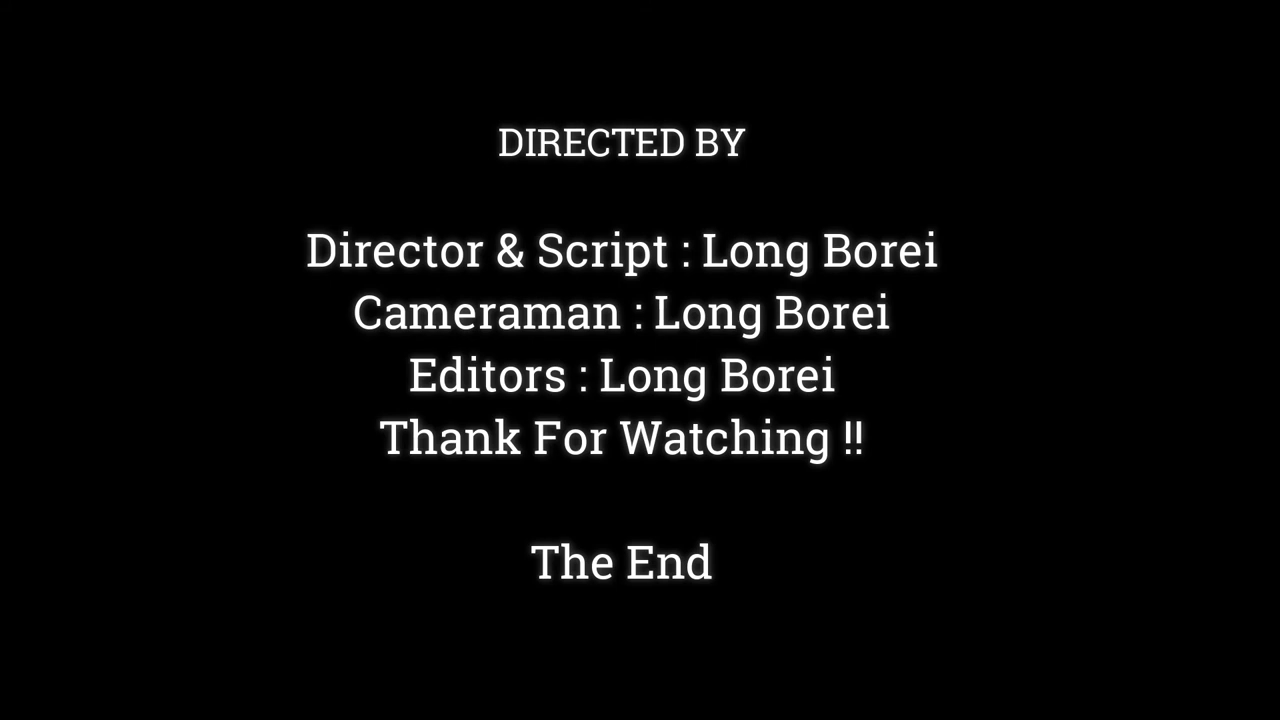 DIRECTED BY
Director & Script : Long Borei
Cameraman : Long Borei
Editors : Long Borei
Thank For Watching !!
The End